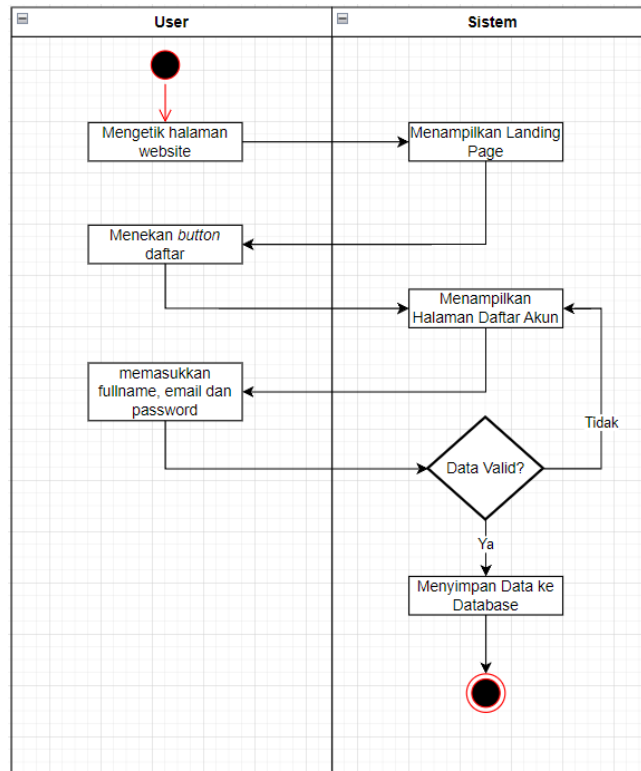 User
Sistem
Mengetik halaman
website
Menampilkan Landing
Page
Menekan button
daftar
Menampilkan
Halaman Daftar Akun
memasukkan
fullname, email dan
password
Tidak
Data Valid?
Ya
Menyimpan Data ke
Database